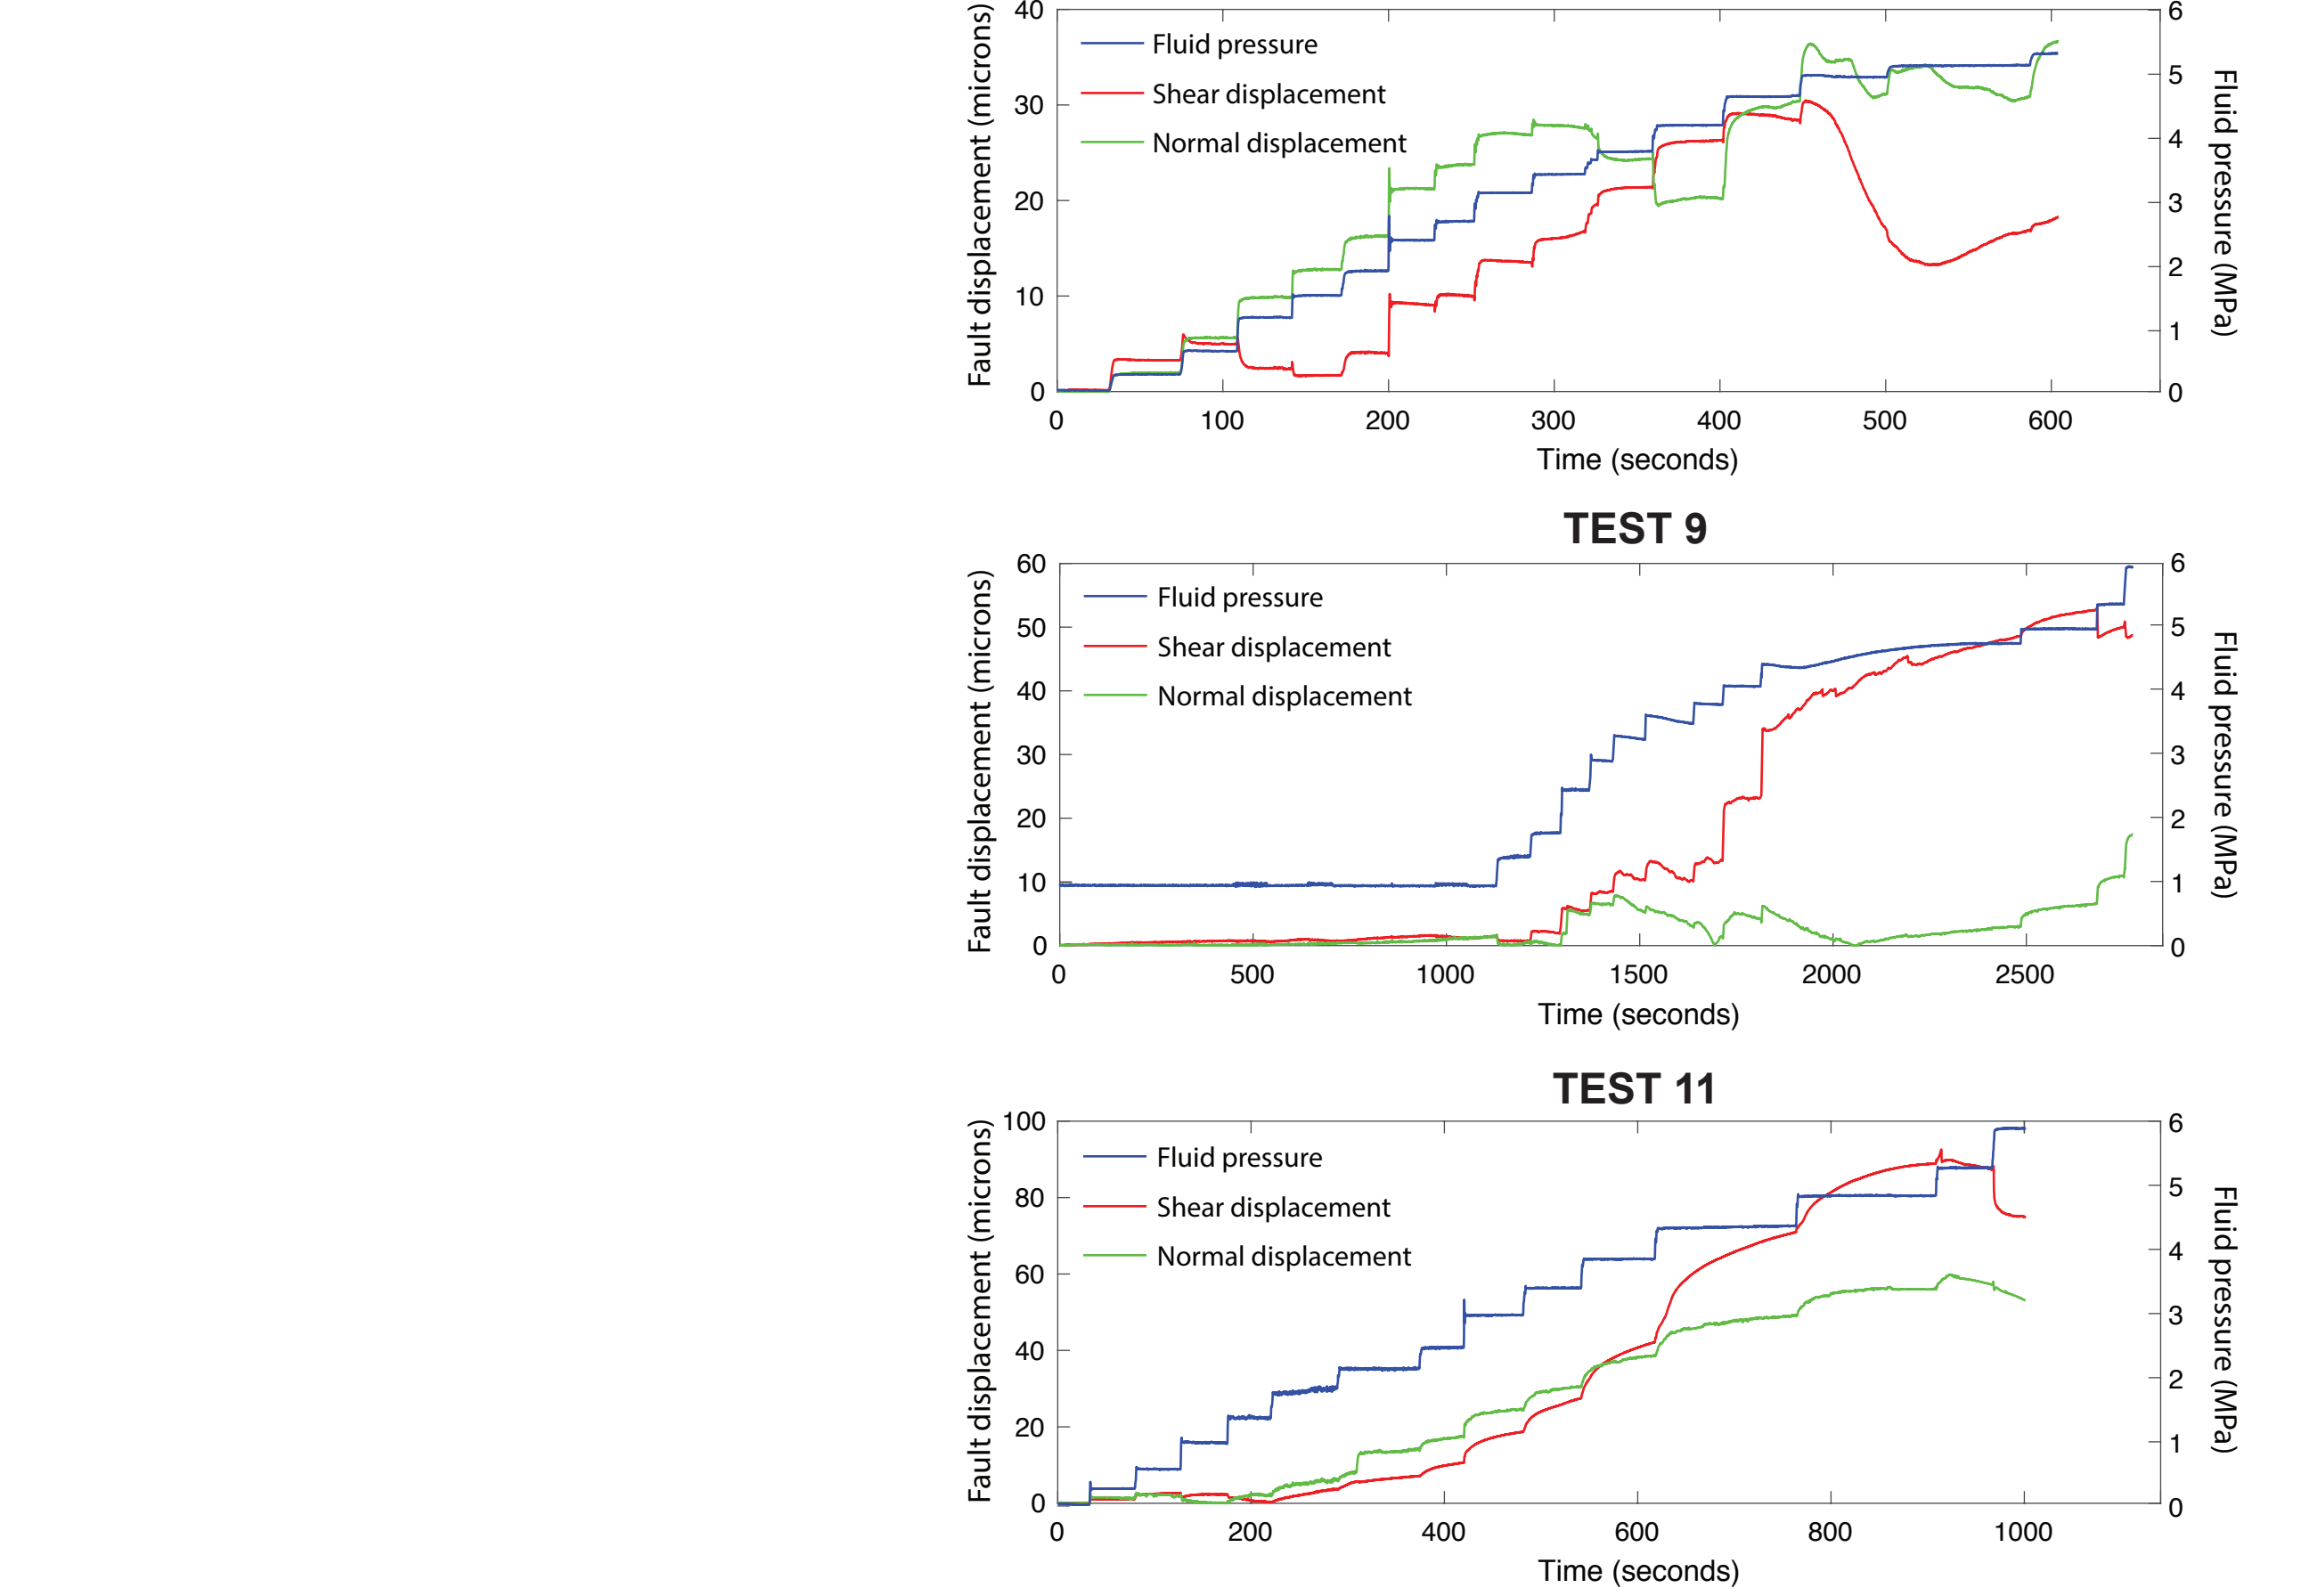 40
30
20
10
0
Fault displacement (microns)
Fluid pressure
Shear displacement
Normal displacement
6
5
4
3
2
1
0
Fluid pressure (MPa)
0 100 200 300 400 500 600
Time (seconds)
TEST 9
60
50
40
30
20
10
0
Fault displacement (microns)
Fluid pressure
Shear displacement
Normal displacement
6
5
4
3
2
1
0
Fluid pressure (MPa)
0 500 1000 1500 2000 2500
Time (seconds)
TEST 11
100
80
60
40
20
0
Fault displacement (microns)
Fluid pressure
Shear displacement
Normal displacement
6
5
4
3
2
1
0
Fluid pressure (MPa)
0 200 400 600 800 1000
Time (seconds)